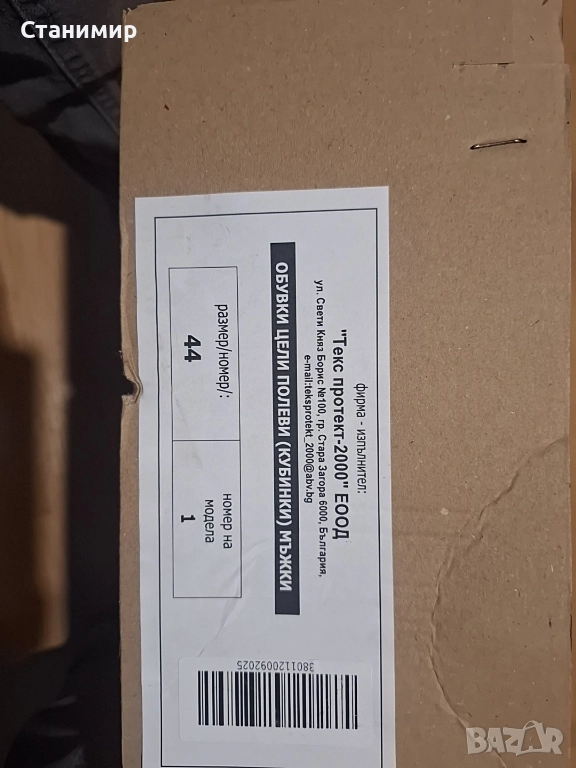 Станимир
фирма - изпълнител:
"Текс протект-2000" ЕООД
ул. Свети Княз Борис №100, гр. Стара Загора 6000, България,
e-mail:teksprotekt_2000@abv.bg
ОБУВКИ ЦЕЛИ ПОЛЕВИ (КУБИНКИ) МЪЖКИ
размер/номер/:
44
номер на
модела
1
3801120092025
BAZAR